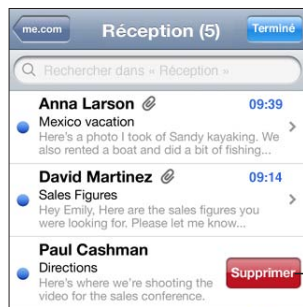 me.com
Réception (5)
Terminé
Rechercher dans « Réception »
Anna Larson
09:39
Mexico vacation
Here's a photo I took of Sandy kayaking. We
also rented a boat and did a bit of fishing...
David Martinez
09:14
Sales Figures
Hey Emily, Here are the sales figures you
were looking for. Please let me know...
Paul Cashman
Directions
Supprimer
Here's where we're shooting the
video for the sales conference.